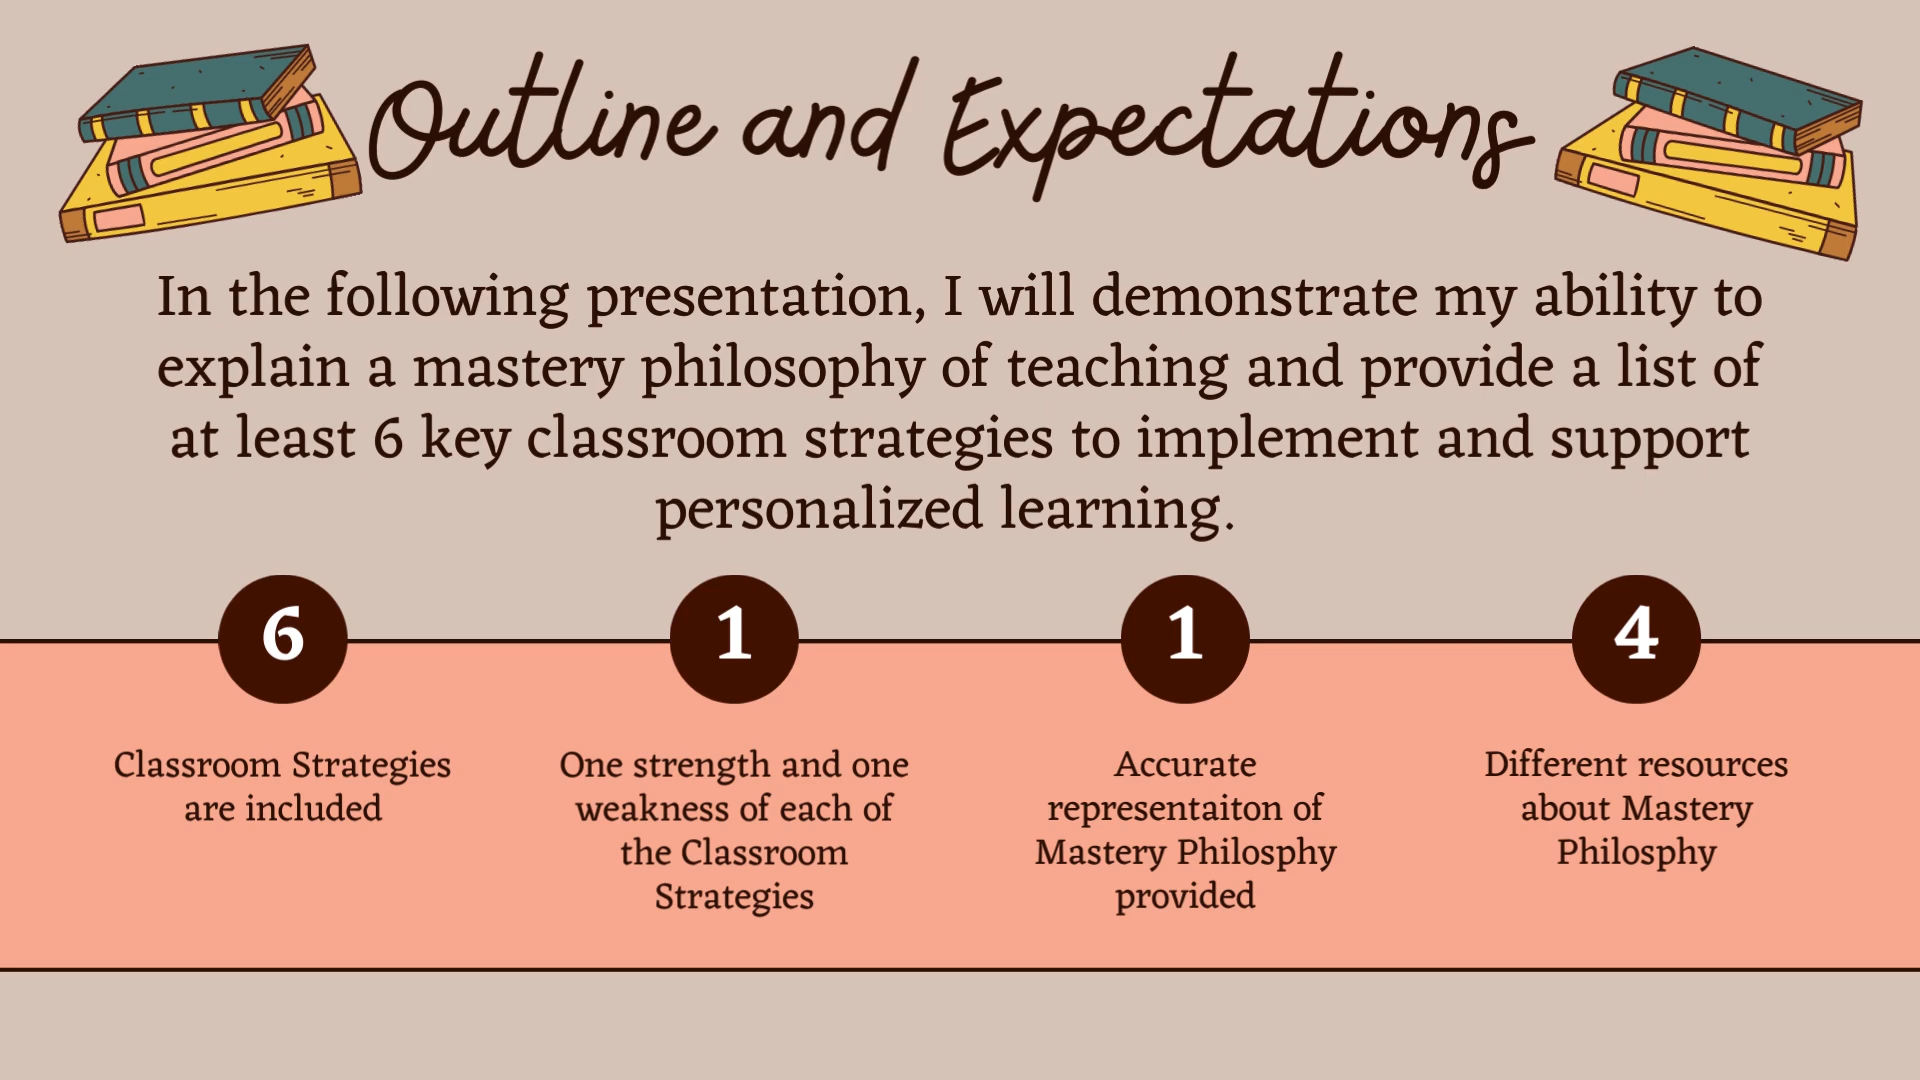 Outline and Expectations
In the following presentation, I will demonstrate my ability to
explain a mastery philosophy of teaching and provide a list of
at least 6 key classroom strategies to implement and support
personalized learning.
6
Classroom Strategies
are included
1
One strength and one
weakness of each of
the Classroom
Strategies
1
Accurate
representaiton of
Mastery Philosphy
provided
4
Different resources
about Mastery
Philosphy